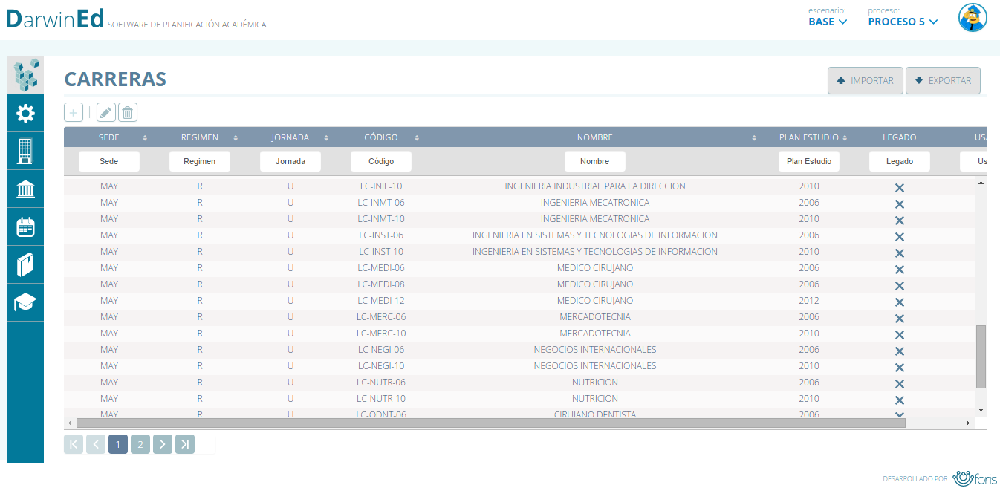 DarwinEd SOFTWARE DE PLANIFICACIÓN ACADÉMICA
escenario: proceso:
BASE PROCESO 5
CARRERAS
IMPORTAR EXPORTAR
SEDE REGIMEN JORNADA CÓDIGO NOMBRE PLAN ESTUDIO LEGADO USA
Sede Regimen Jornada Código Nombre Plan Estudio Legado Us
MAY R U LC-INIE-10 INGENIERIA INDUSTRIAL PARA LA DIRECCION 2010
MAY R U LC-INMT-06 INGENIERIA MECATRONICA 2006
MAY R U LC-INMT-10 INGENIERIA MECATRONICA 2010
MAY R U LC-INST-06 INGENIERIA EN SISTEMAS Y TECNOLOGIAS DE INFORMACION 2006
MAY R U LC-INST-10 INGENIERIA EN SISTEMAS Y TECNOLOGIAS DE INFORMACION 2010
MAY R U LC-MEDI-06 MEDICO CIRUJANO 2006
MAY R U LC-MEDI-08 MEDICO CIRUJANO 2006
MAY R U LC-MEDI-12 MEDICO CIRUJANO 2012
MAY R U LC-MERC-06 MERCADOTECNIA 2006
MAY R U LC-MERC-10 MERCADOTECNIA 2010
MAY R U LC-NEGI-06 NEGOCIOS INTERNACIONALES 2006
MAY R U LC-NEGI-10 NEGOCIOS INTERNACIONALES 2010
MAY R U LC-NUTR-06 NUTRICION 2006
MAY R U LC-NUTR-10 NUTRICION 2010
MAY R U LC-ODNT-06 CIRUJANO DENTISTA 2006
1 2
DESARROLLADO POR foris